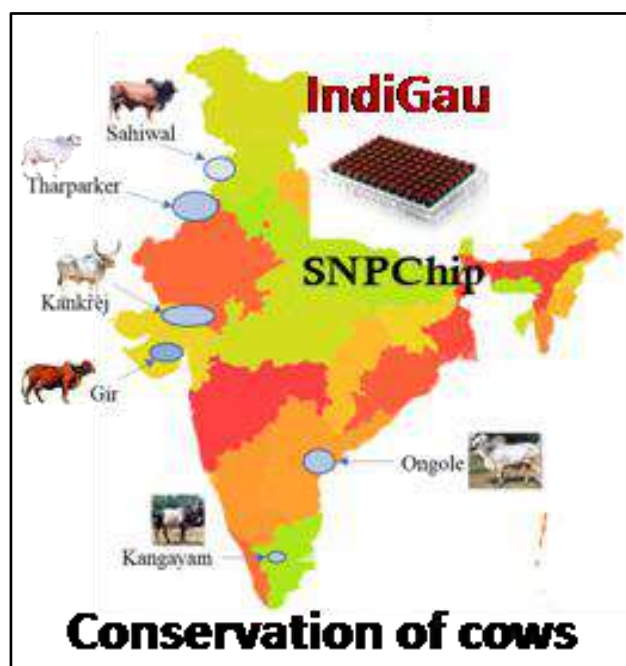 IndiGau
Sahiwal
Tharparker
SNPChip
Kankrej
Gir
Ongole
Kangayam
Conservation of cows